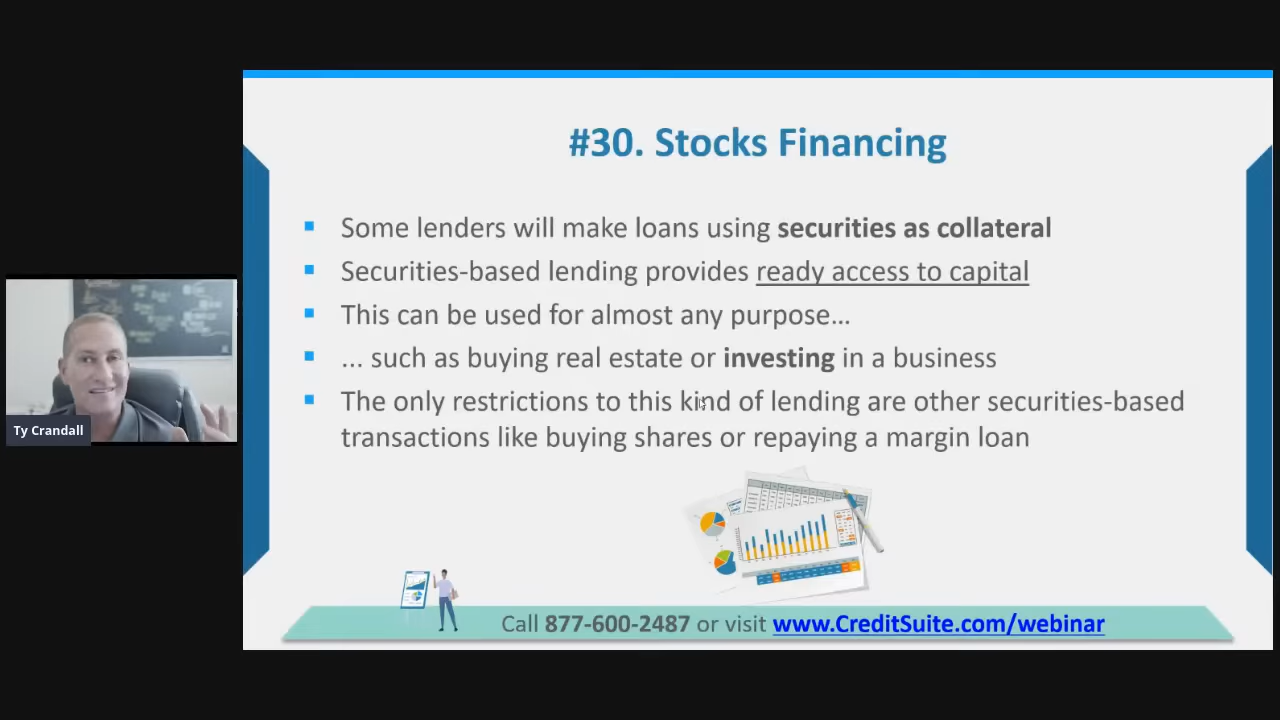 #30. Stocks Financing
Some lenders will make loans using securities as collateral
Securities-based lending provides ready access to capital
This can be used for almost any purpose...
... such as buying real estate or investing in a business
The only restrictions to this kind of lending are other securities-based
transactions like buying shares or repaying a margin loan
Ty Crandall
Call 877-600-2487 or visit www.CreditSuite.com/webinar